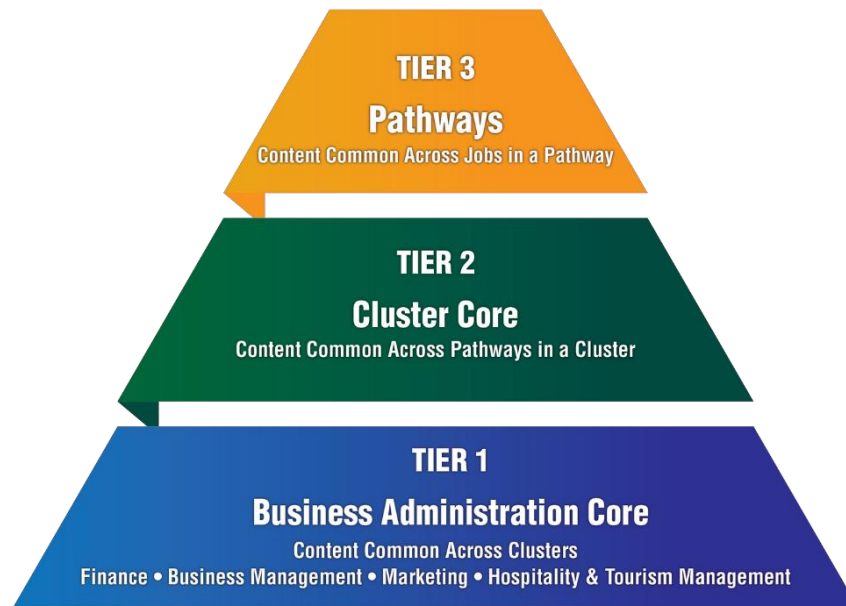 TIER 3
Pathways
Content Common Across Jobs in a Pathway
TIER 2
Cluster Core
Content Common Across Pathways in a Cluster
TIER 1
Business Administration Core
Content Common Across Clusters
Finance • Business Management • Marketing • Hospitality & Tourism Management